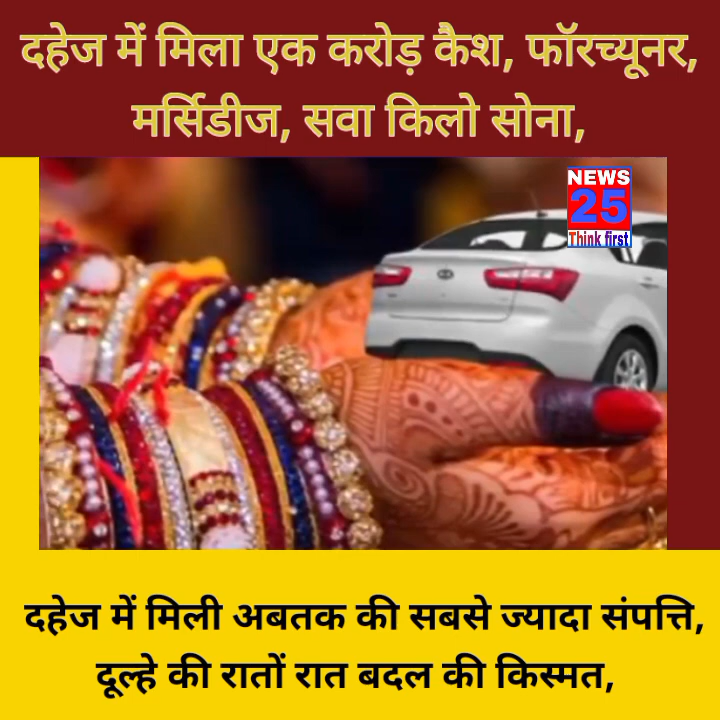 दहेज में मिला एक करोड़ कैश, फॉरच्यूनर,
मर्सिडीज, सवा किलो सोना,
NEWS
25
Think first
दहेज में मिली अबतक की सबसे ज्यादा संपत्ति,
दूल्हे की रातों रात बदल की किस्मत,